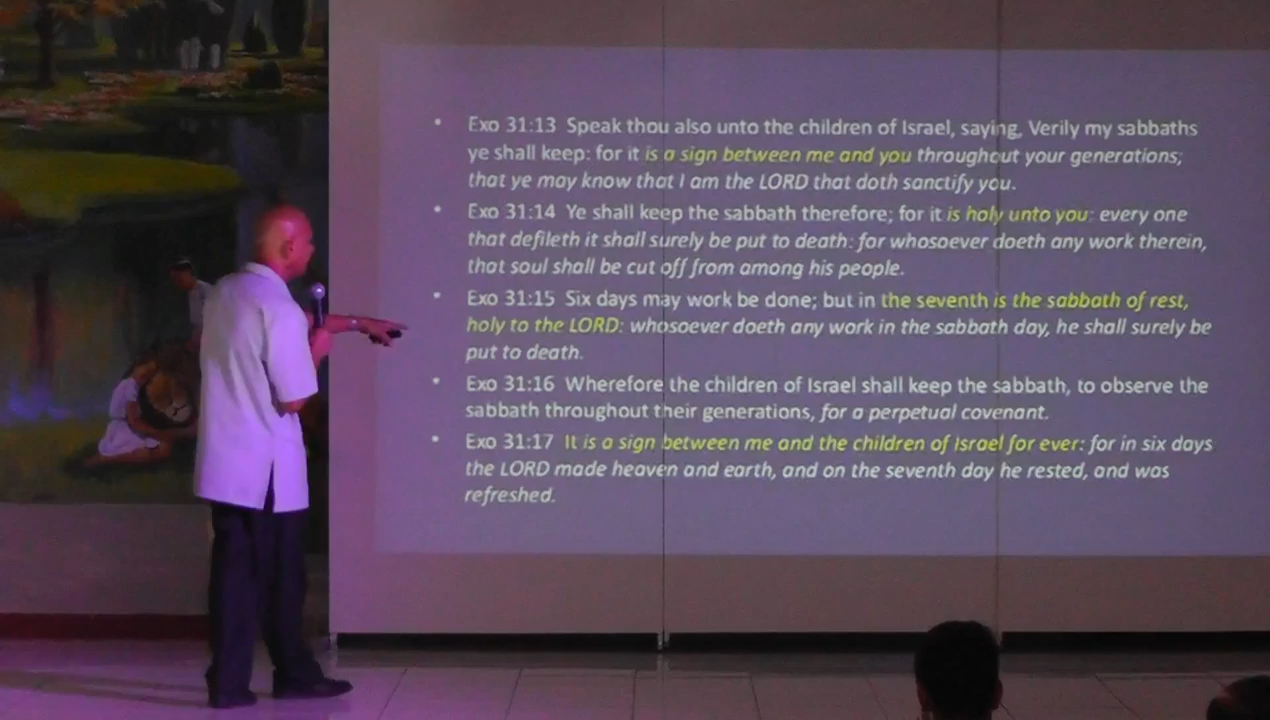 • Exo 31:13 Speak thou also unto the children of Israel, saying, Verily my sabbaths
ye shall keep: for it is a sign between me and you throughout your generations;
that ye may know that I am the LORD that doth sanctify you.
• Exo 31:14 Ye shall keep the sabbath therefore; for it is holy unto you: every one
that defileth it shall surely be put to death: for whosoever doeth any work therein,
that soul shall be cut off from among his people.
• Exo 31:15 Six days may work be done; but in the seventh is the sabbath of rest,
holy to the LORD: whosoever doeth any work in the sabbath day, he shall surely be
put to death.
• Exo 31:16 Wherefore the children of Israel shall keep the sabbath, to observe the
sabbath throughout their generations, for a perpetual covenant.
• Exo 31:17 It is a sign between me and the children of Israel for ever: for in six days
the LORD made heaven and earth, and on the seventh day he rested, and was
refreshed.